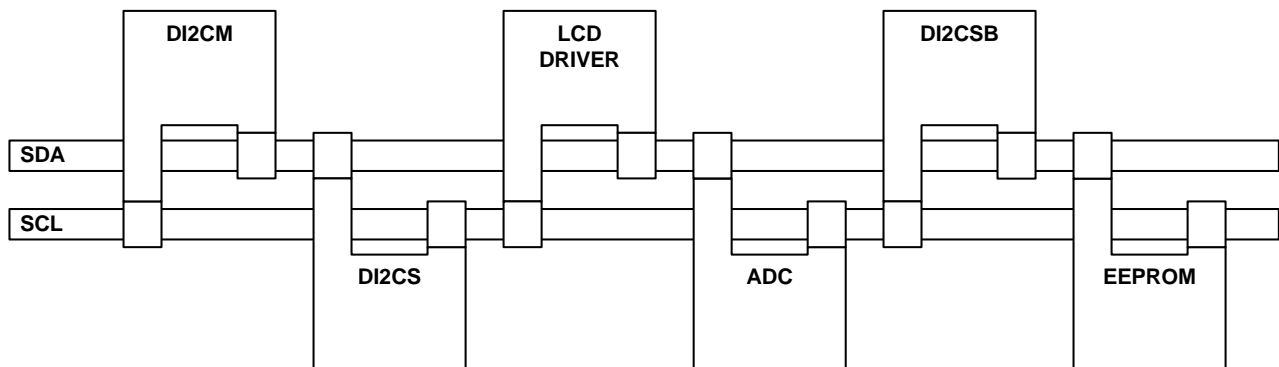 DI2CM
LCD
DRIVER
DI2CSB
SDA
SCL
DI2CS
ADC
EEPROM